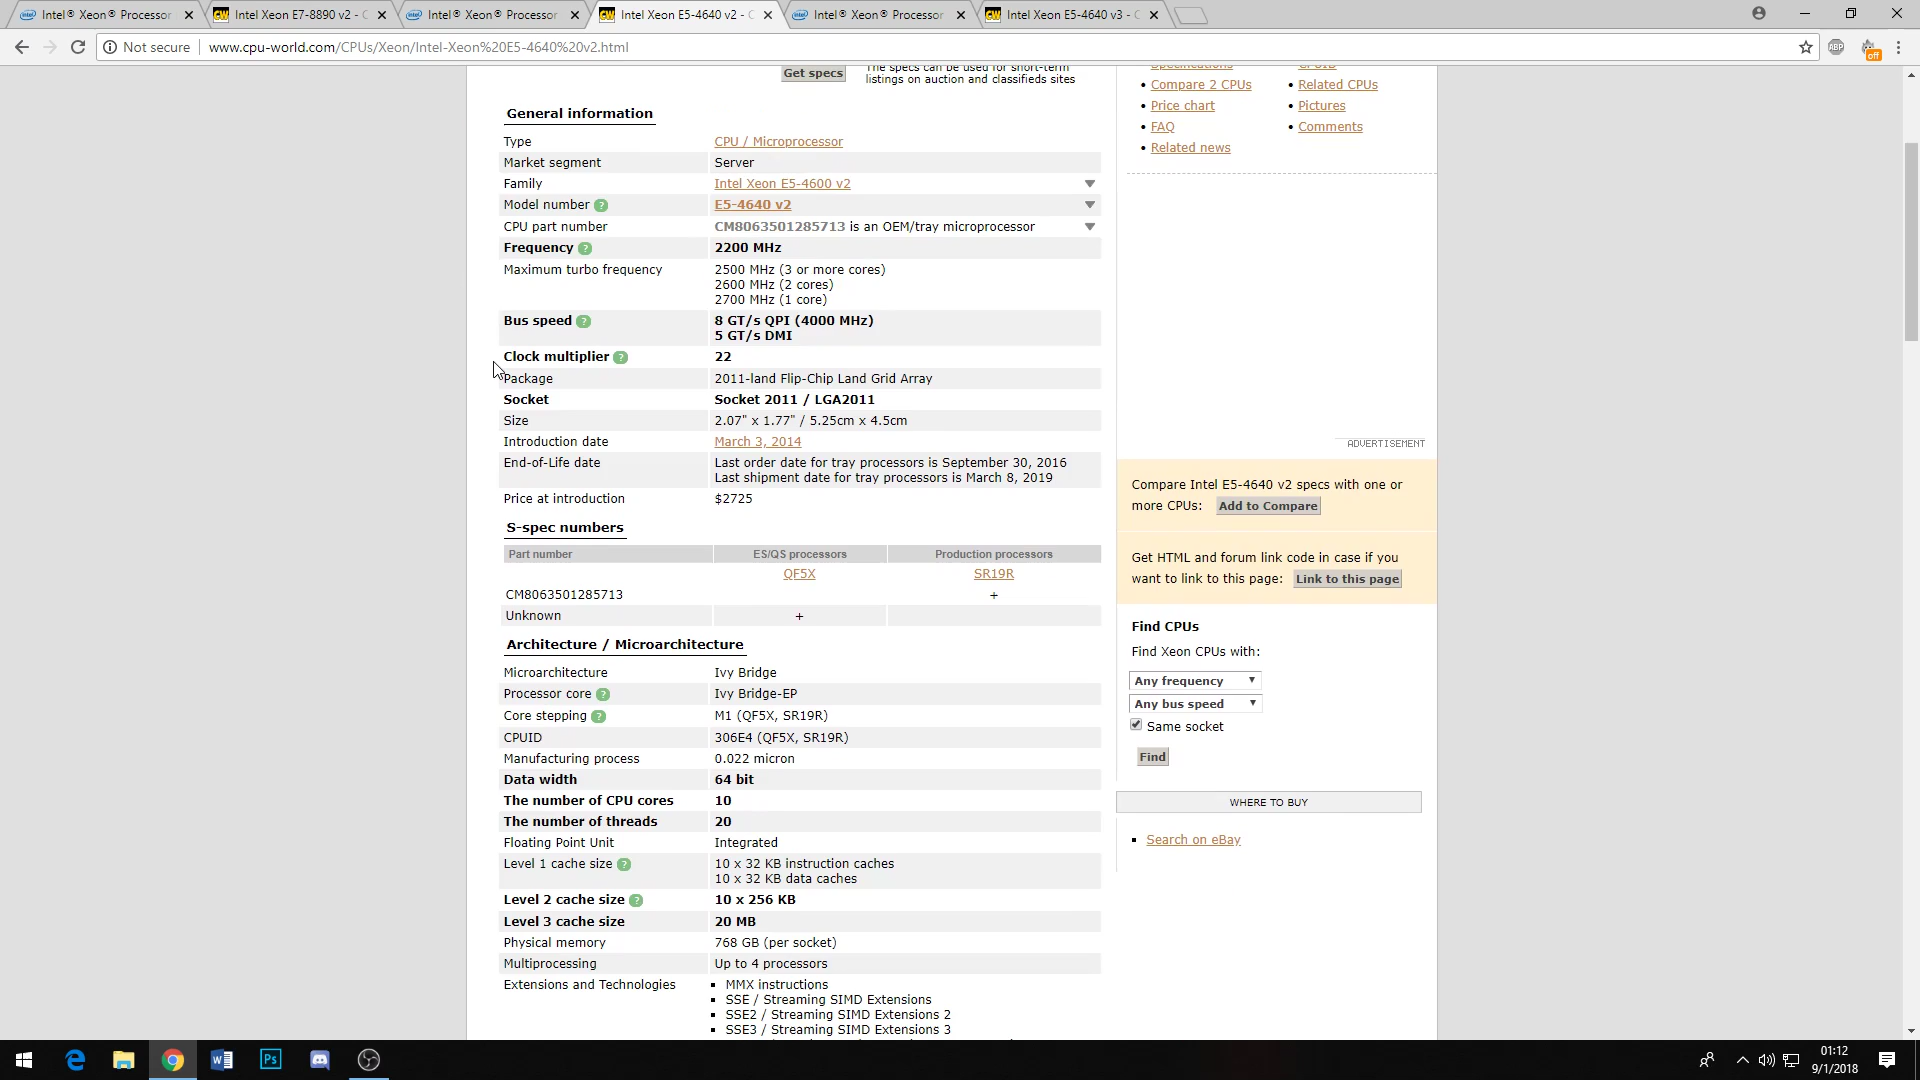 Intel® Xeon® Processor
Intel Xeon E7-8890 v2 - C
Intel® Xeon® Processor
Intel Xeon E5-4640 v2 - C
Intel® Xeon® Processor
Intel Xeon E5-4640 v3 - C
Not secure
www.cpu-world.com/CPUs/Xeon/Intel-Xeon%20E5-4640%20v2.html
ABP
off
Get specs
The specs can be used for short-term
listings on auction and classifieds sites
General information
Type CPU / Microprocessor
Market segment Server
Family Intel Xeon E5-4600 v2
Model number ? E5-4640 v2
CPU part number CM8063501285713 is an OEM/tray microprocessor
Frequency ? 2200 MHz
Maximum turbo frequency 2500 MHz (3 or more cores)
2600 MHz (2 cores)
2700 MHz (1 core)
Bus speed ? 8 GT/s QPI (4000 MHz)
5 GT/s DMI
Clock multiplier ? 22
Package 2011-land Flip-Chip Land Grid Array
Socket Socket 2011 / LGA2011
Size 2.07" x 1.77" / 5.25cm x 4.5cm
Introduction date March 3, 2014
End-of-Life date Last order date for tray processors is September 30, 2016
Last shipment date for tray processors is March 8, 2019
Price at introduction $2725
S-spec numbers
Part number ES/QS processors Production processors
QF5X SR19R
CM8063501285713 +
Unknown +
Architecture / Microarchitecture
Microarchitecture Ivy Bridge
Processor core ? Ivy Bridge-EP
Core stepping ? M1 (QF5X, SR19R)
CPUID 306E4 (QF5X, SR19R)
Manufacturing process 0.022 micron
Data width 64 bit
The number of CPU cores 10
The number of threads 20
Floating Point Unit Integrated
Level 1 cache size ? 10 x 32 KB instruction caches
10 x 32 KB data caches
Level 2 cache size ? 10 x 256 KB
Level 3 cache size 20 MB
Physical memory 768 GB (per socket)
Multiprocessing Up to 4 processors
Extensions and Technologies ▪ MMX instructions
▪ SSE / Streaming SIMD Extensions
▪ SSE2 / Streaming SIMD Extensions 2
▪ SSE3 / Streaming SIMD Extensions 3
Specifications CPUID
• Compare 2 CPUs • Related CPUs
• Price chart • Pictures
• FAQ • Comments
• Related news
ADVERTISEMENT
Compare Intel E5-4640 v2 specs with one or
more CPUs: Add to Compare
Get HTML and forum link code in case if you
want to link to this page: Link to this page
Find CPUs
Find Xeon CPUs with:
Any frequency
Any bus speed
Same socket
Find
WHERE TO BUY
▪ Search on eBay
01:12
9/1/2018